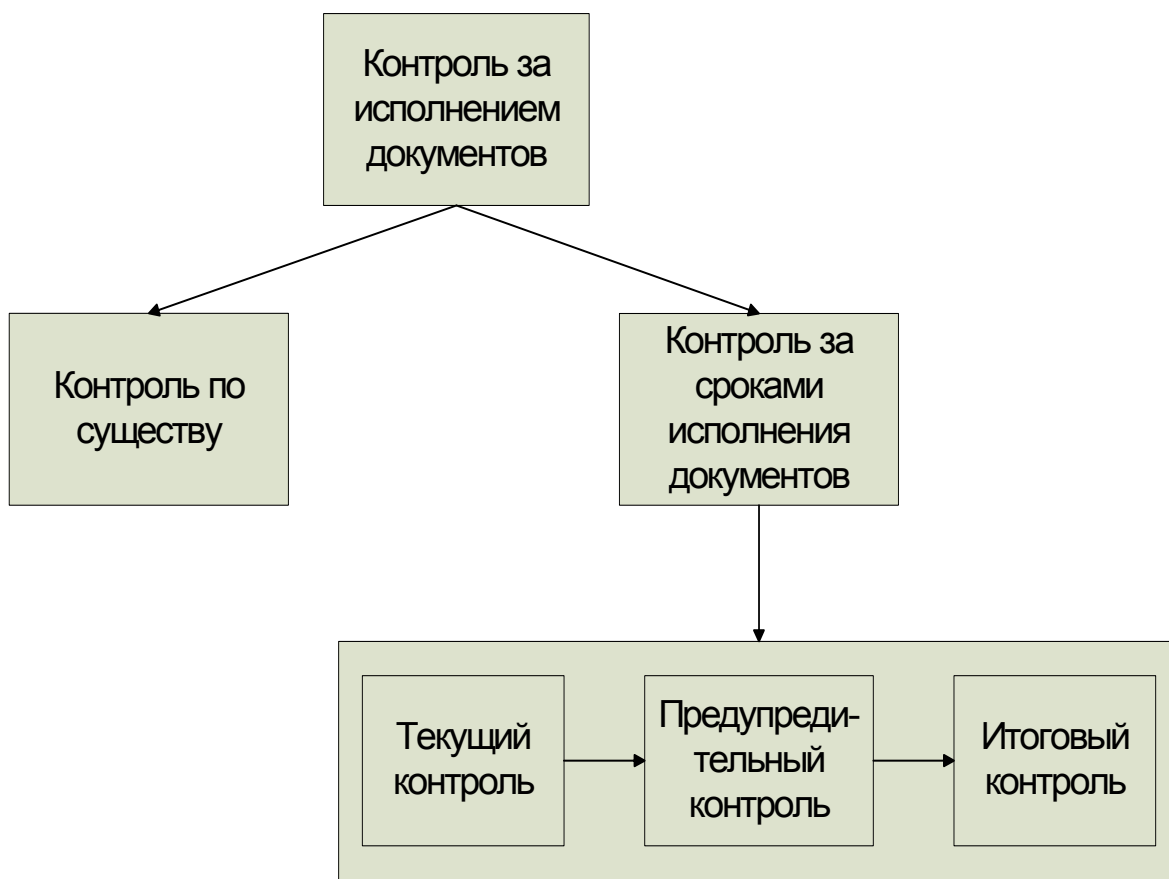 Контроль за
исполнением
документов
Контроль по
существу
Контроль за
сроками
исполнения
документов
Текущий
контроль
Предупреди-
тельный
контроль
Итоговый
контроль